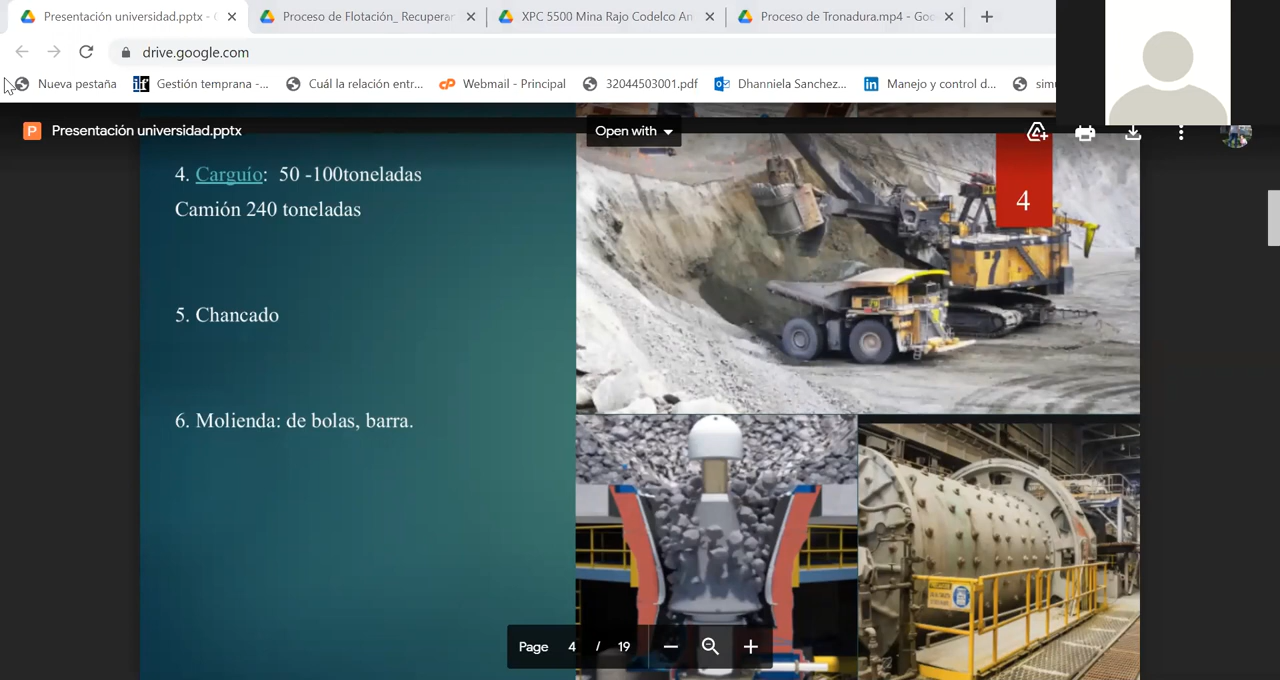 Presentación universidad.pptx - G
Proceso de Flotación_ Recuperar
XPC 5500 Mina Rajo Codelco An
Proceso de Tronadura.mp4 - Goo
drive.google.com
Nueva pestaña
Gestión temprana -...
Cuál la relación entr...
Webmail - Principal
32044503001.pdf
Dhanniela Sanchez...
Manejo y control d...
sim
Presentación universidad.pptx
Open with
4. Carguío: 50 -100toneladas
Camión 240 toneladas
4
5. Chancado
6. Molienda: de bolas, barra.
Page 4 / 19